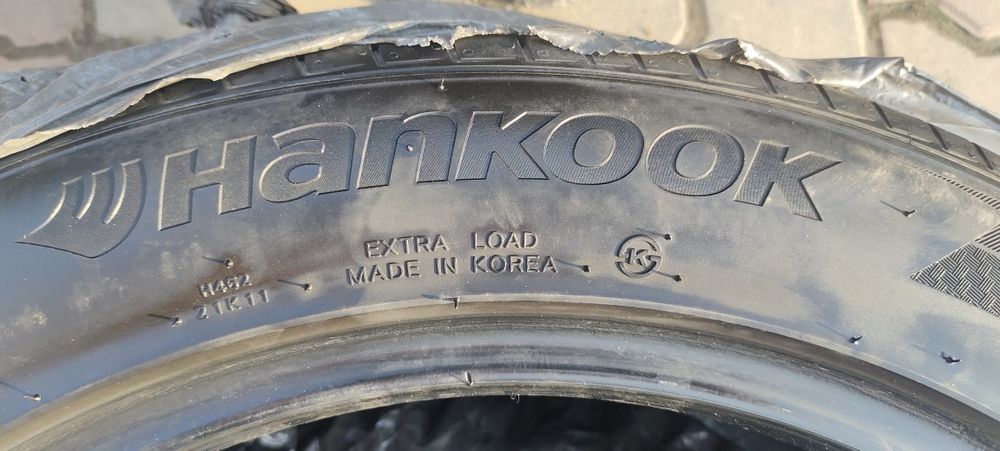 Hankook
EXTRA LOAD
MADE IN KOREA
H462
21K11